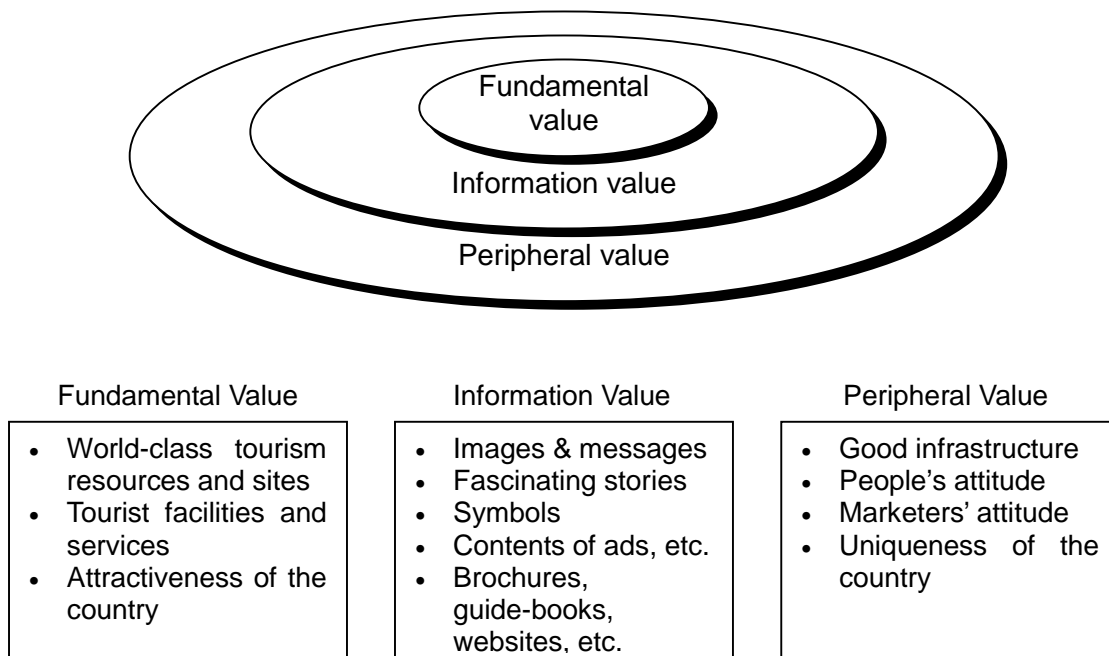 Fundamental
value
Information value
Peripheral value
Fundamental Value
• World-class tourism
resources and sites
• Tourist facilities and
services
• Attractiveness of the
country
Information Value
• Images & messages
• Fascinating stories
• Symbols
• Contents of ads, etc.
• Brochures,
guide-books,
websites, etc.
Peripheral Value
• Good infrastructure
• People’s attitude
• Marketers’ attitude
• Uniqueness of the
country